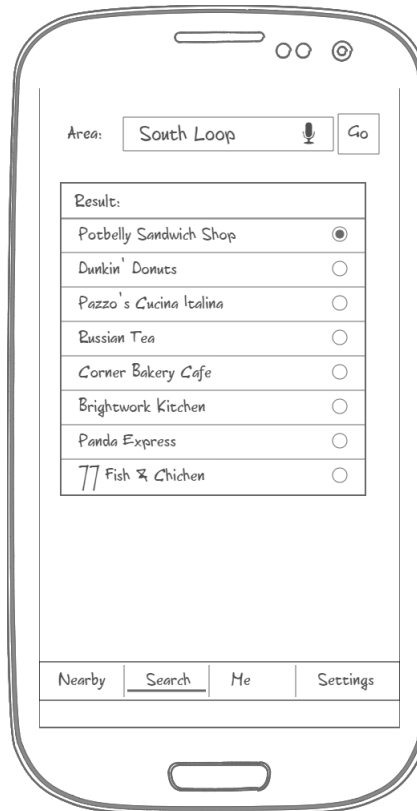 Area: South Loop Go
Result:
Potbelly Sandwich Shop
Dunkin' Donuts
Pazzo's Cucina Italina
Russian Tea
Corner Bakery Cafe
Brightwork Kitchen
Panda Express
77 Fish & Chichen
Nearby Search Me Settings